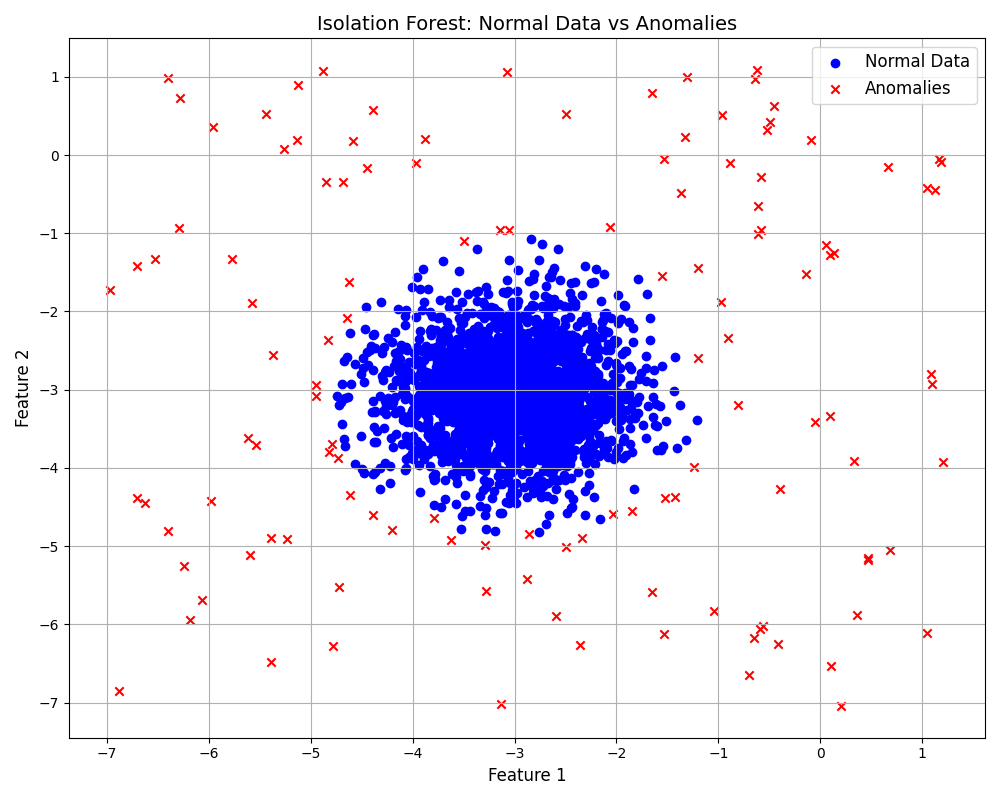 Isolation Forest: Normal Data vs Anomalies
Normal Data
Anomalies
1
0
−1
−2
−3
−4
−5
−6
−7
Feature 2
−7 −6 −5 −4 −3 −2 −1 0 1
Feature 1